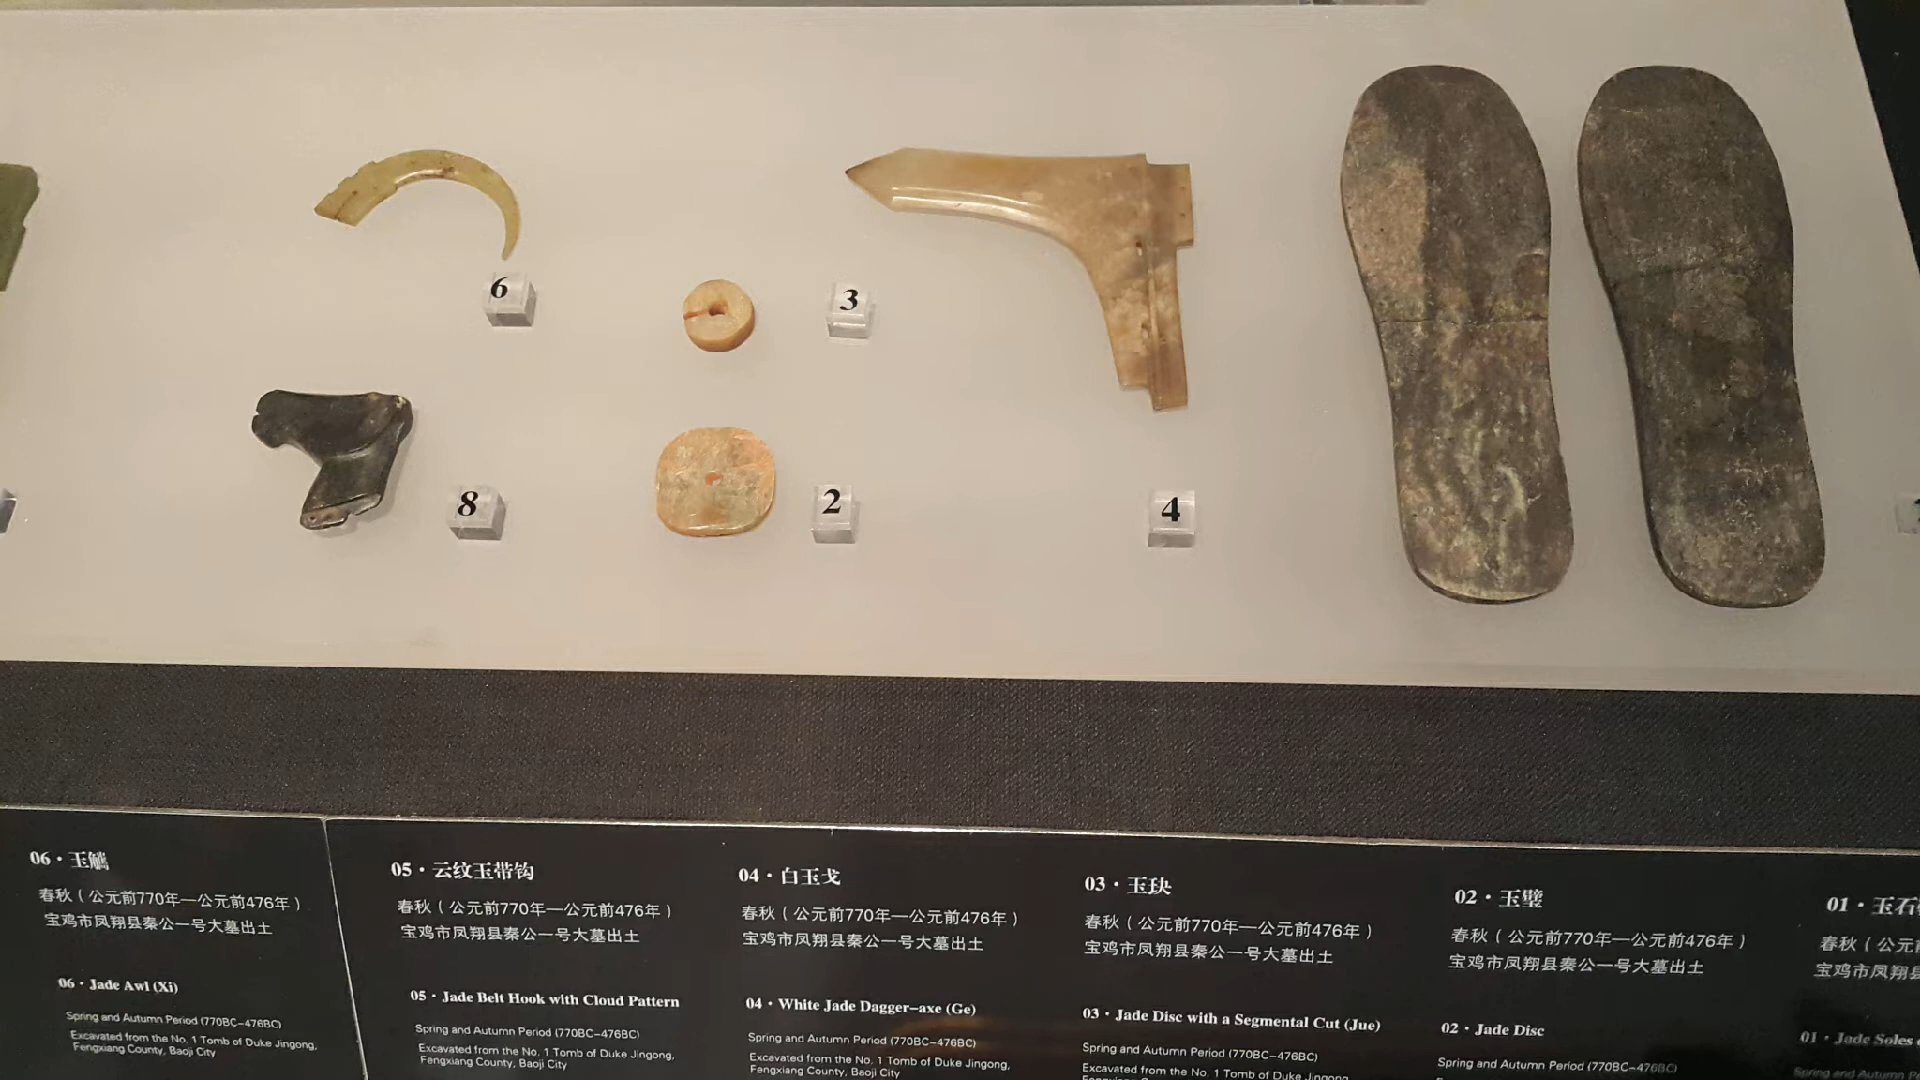 6
3
8
2
4
06·玉觿
春秋（公元前770年—公元前476年）
宝鸡市凤翔县秦公一号大墓出土
06·Jade Awl (Xi)
Spring and Autumn Period (770BC–476BC)
Excavated from the No. 1 Tomb of Duke Jingong,
Fengxiang County, Baoji City
05·云纹玉带钩
春秋（公元前770年—公元前476年）
宝鸡市凤翔县秦公一号大墓出土
05·Jade Belt Hook with Cloud Pattern
Spring and Autumn Period (770BC–476BC)
Excavated from the No. 1 Tomb of Duke Jingong,
Fengxiang County, Baoji City
04·白玉戈
春秋（公元前770年—公元前476年）
宝鸡市凤翔县秦公一号大墓出土
04·White Jade Dagger–axe (Ge)
Spring and Autumn Period (770BC–476BC)
Excavated from the No. 1 Tomb of Duke Jingong,
Fengxiang County, Baoji City
03·玉玦
春秋（公元前770年—公元前476年）
宝鸡市凤翔县秦公一号大墓出土
03·Jade Disc with a Segmental Cut (Jue)
Spring and Autumn Period (770BC–476BC)
Excavated from the No. 1 Tomb of Duke Jingong,
02·玉璧
春秋（公元前770年—公元前476年）
宝鸡市凤翔县秦公一号大墓出土
02·Jade Disc
Spring and Autumn Period (770BC–476BC)
01·玉石
春秋（公元
宝鸡市凤翔县
01·Jade Soles
Spring and Autumn